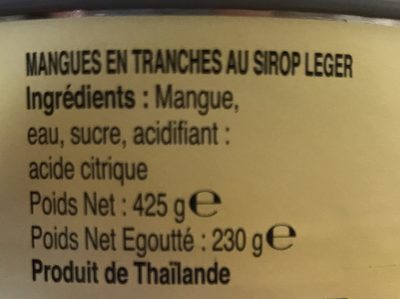 MANGUES EN TRANCHES AU SIROP LEGER
Ingrédients : Mangue,
eau, sucre, acidifiant :
acide citrique
Poids Net : 425 g℮
Poids Net Egoutté : 230 g℮
Produit de Thaïlande